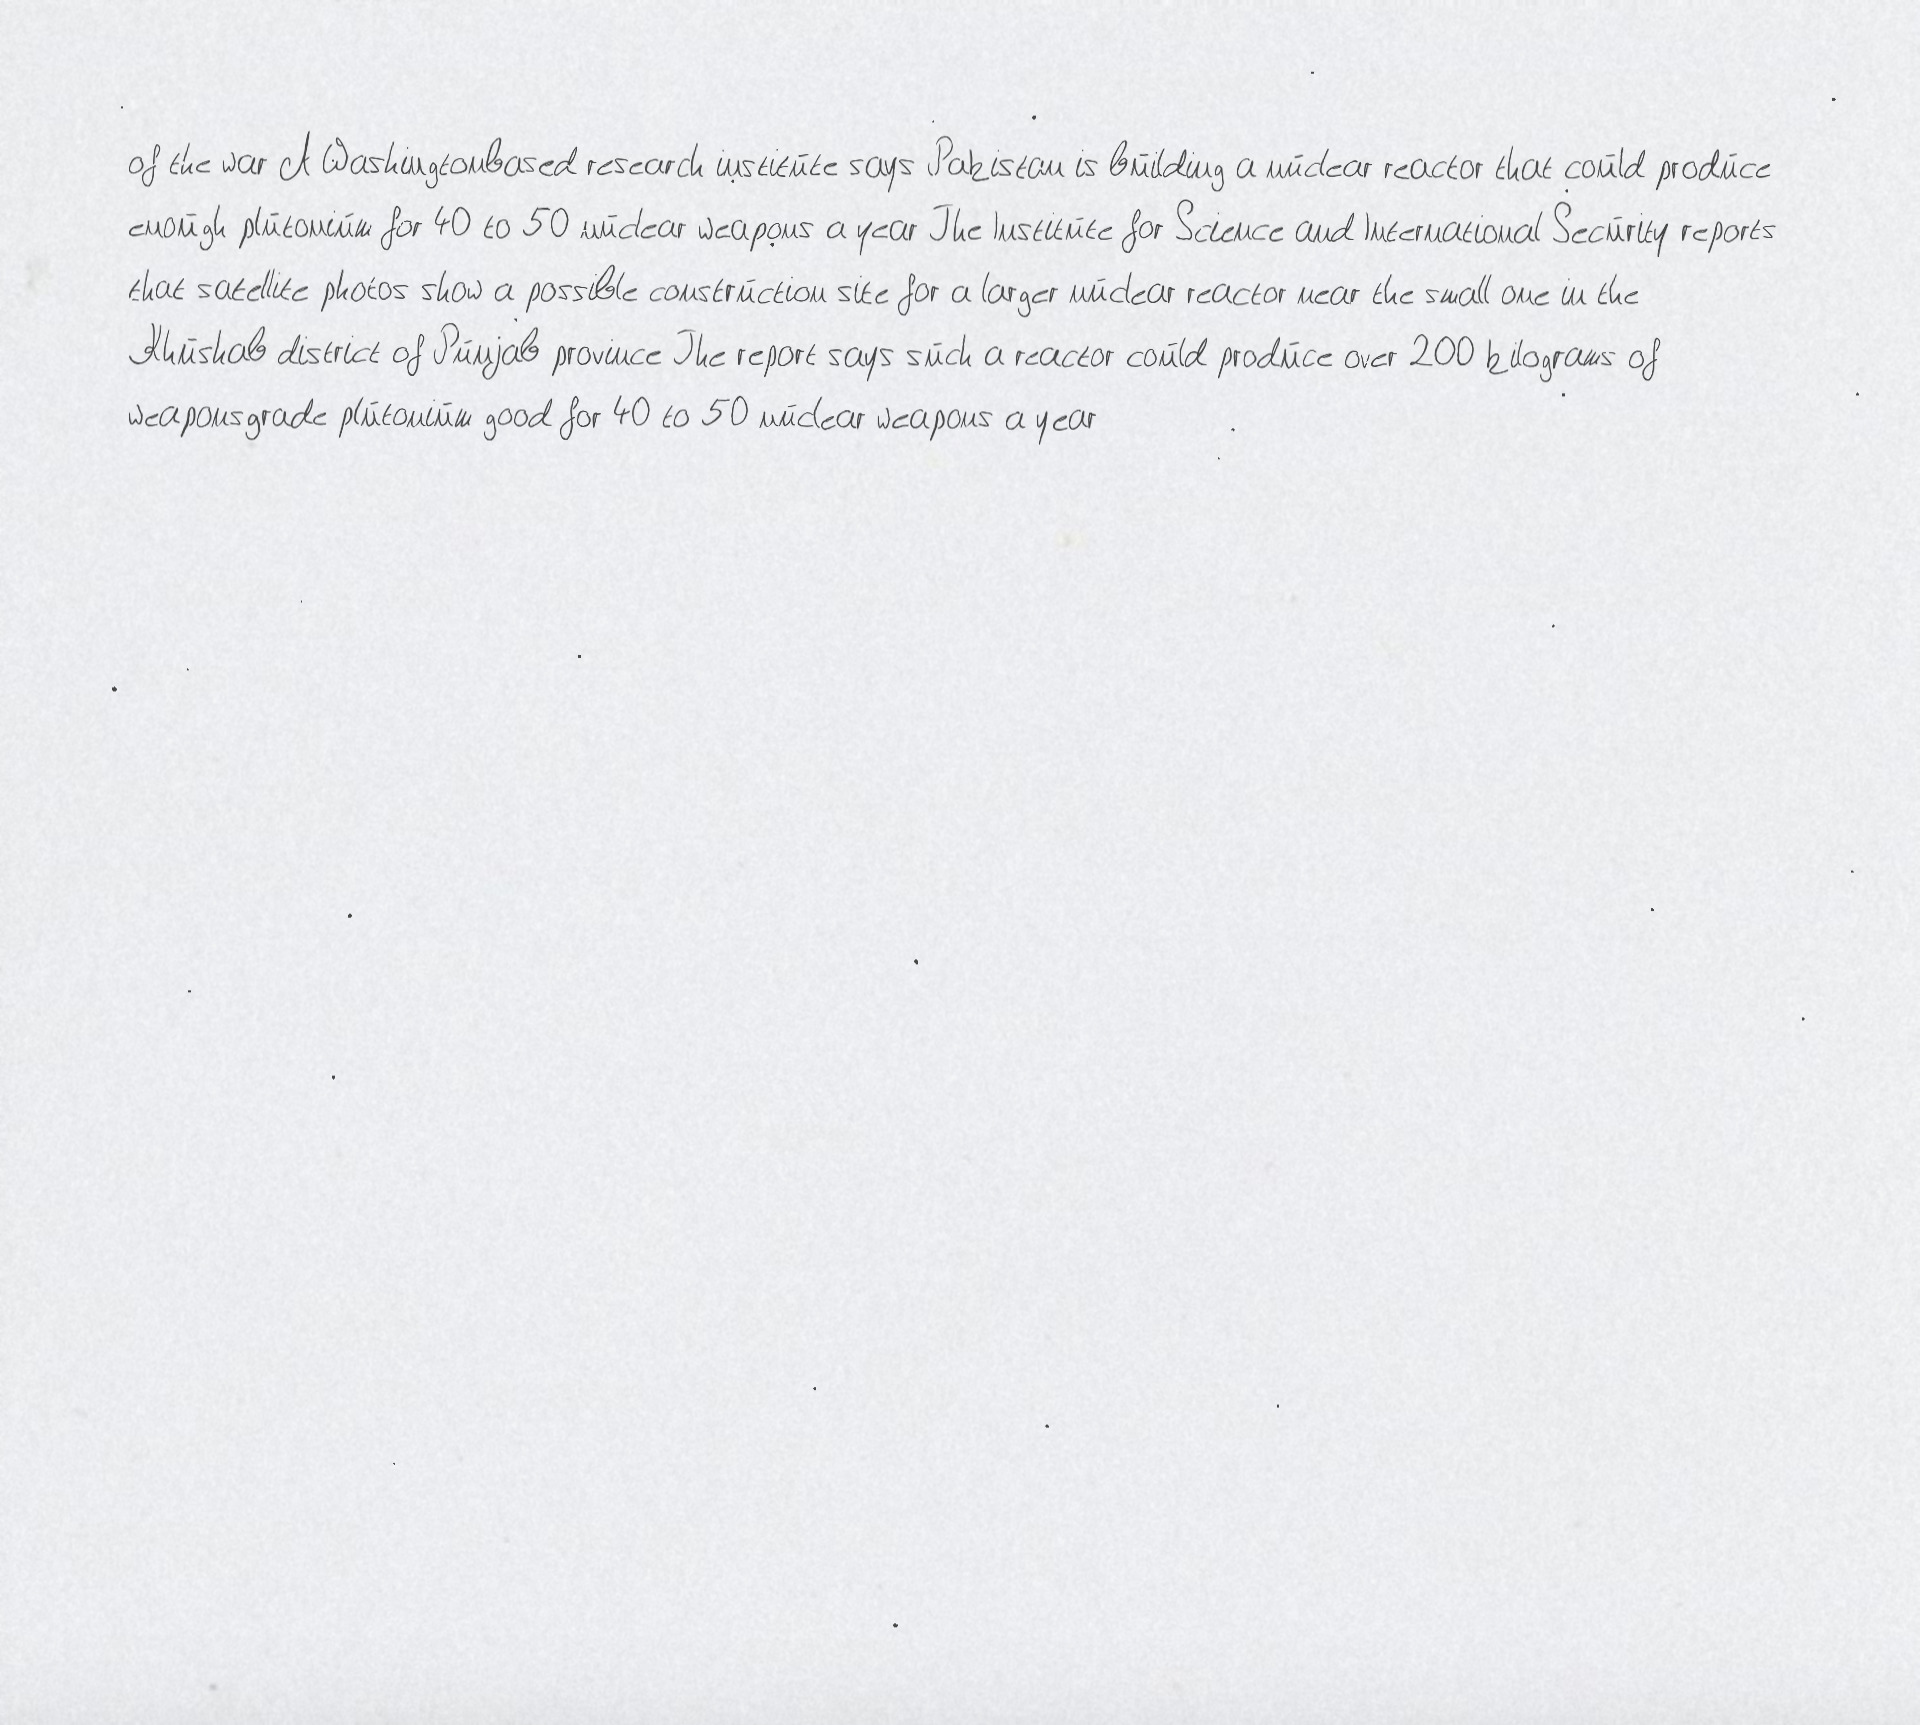 of the war A Washingtonbased research institute says Pakistan is building a nuclear reactor that could produce
enough plutonium for 40 to 50 nuclear weapons a year The Institute for Science and International Security reports
that satellite photos show a possible construction site for a larger nuclear reactor near the small one in the
Khushab district of Punjab province The report says such a reactor could produce over 200 kilograms of
weaponsgrade plutonium good for 40 to 50 nuclear weapons a year